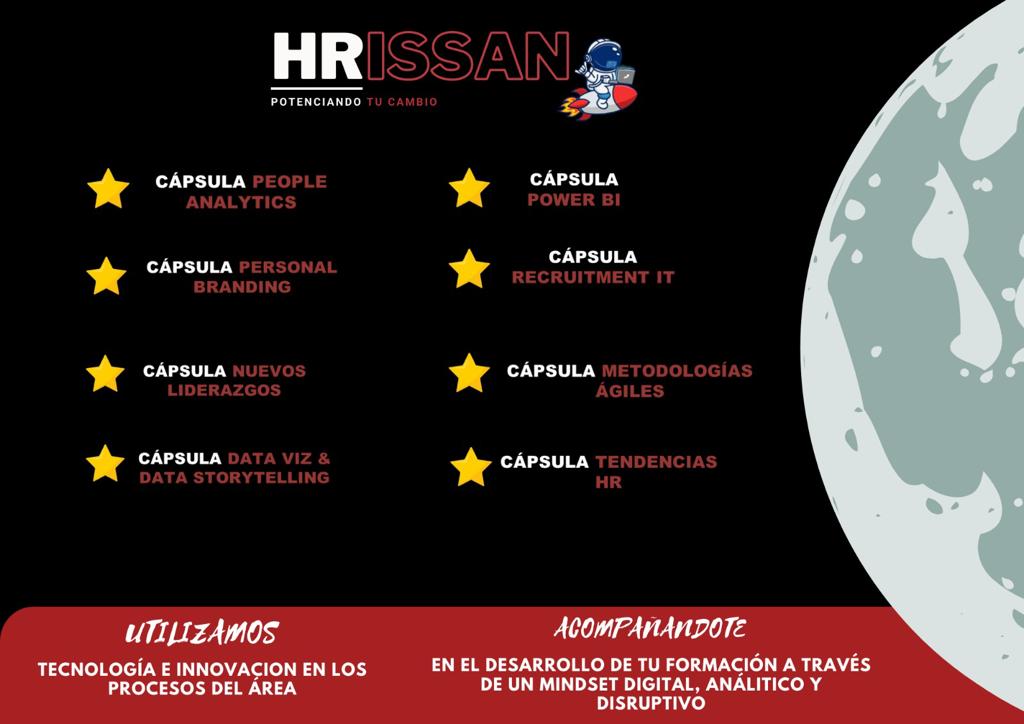 HRISSAN
POTENCIANDO TU CAMBIO
CÁPSULA PEOPLE
ANALYTICS
CÁPSULA PERSONAL
BRANDING
CÁPSULA NUEVOS
LIDERAZGOS
CÁPSULA DATA VIZ &
DATA STORYTELLING
CÁPSULA
POWER BI
CÁPSULA
RECRUITMENT IT
CÁPSULA METODOLOGÍAS
ÁGILES
CÁPSULA TENDENCIAS
HR
UTILIZAMOS
TECNOLOGÍA E INNOVACION EN LOS
PROCESOS DEL ÁREA
ACOMPAÑANDOTE
EN EL DESARROLLO DE TU FORMACIÓN A TRAVÉS
DE UN MINDSET DIGITAL, ANÁLITICO Y
DISRUPTIVO